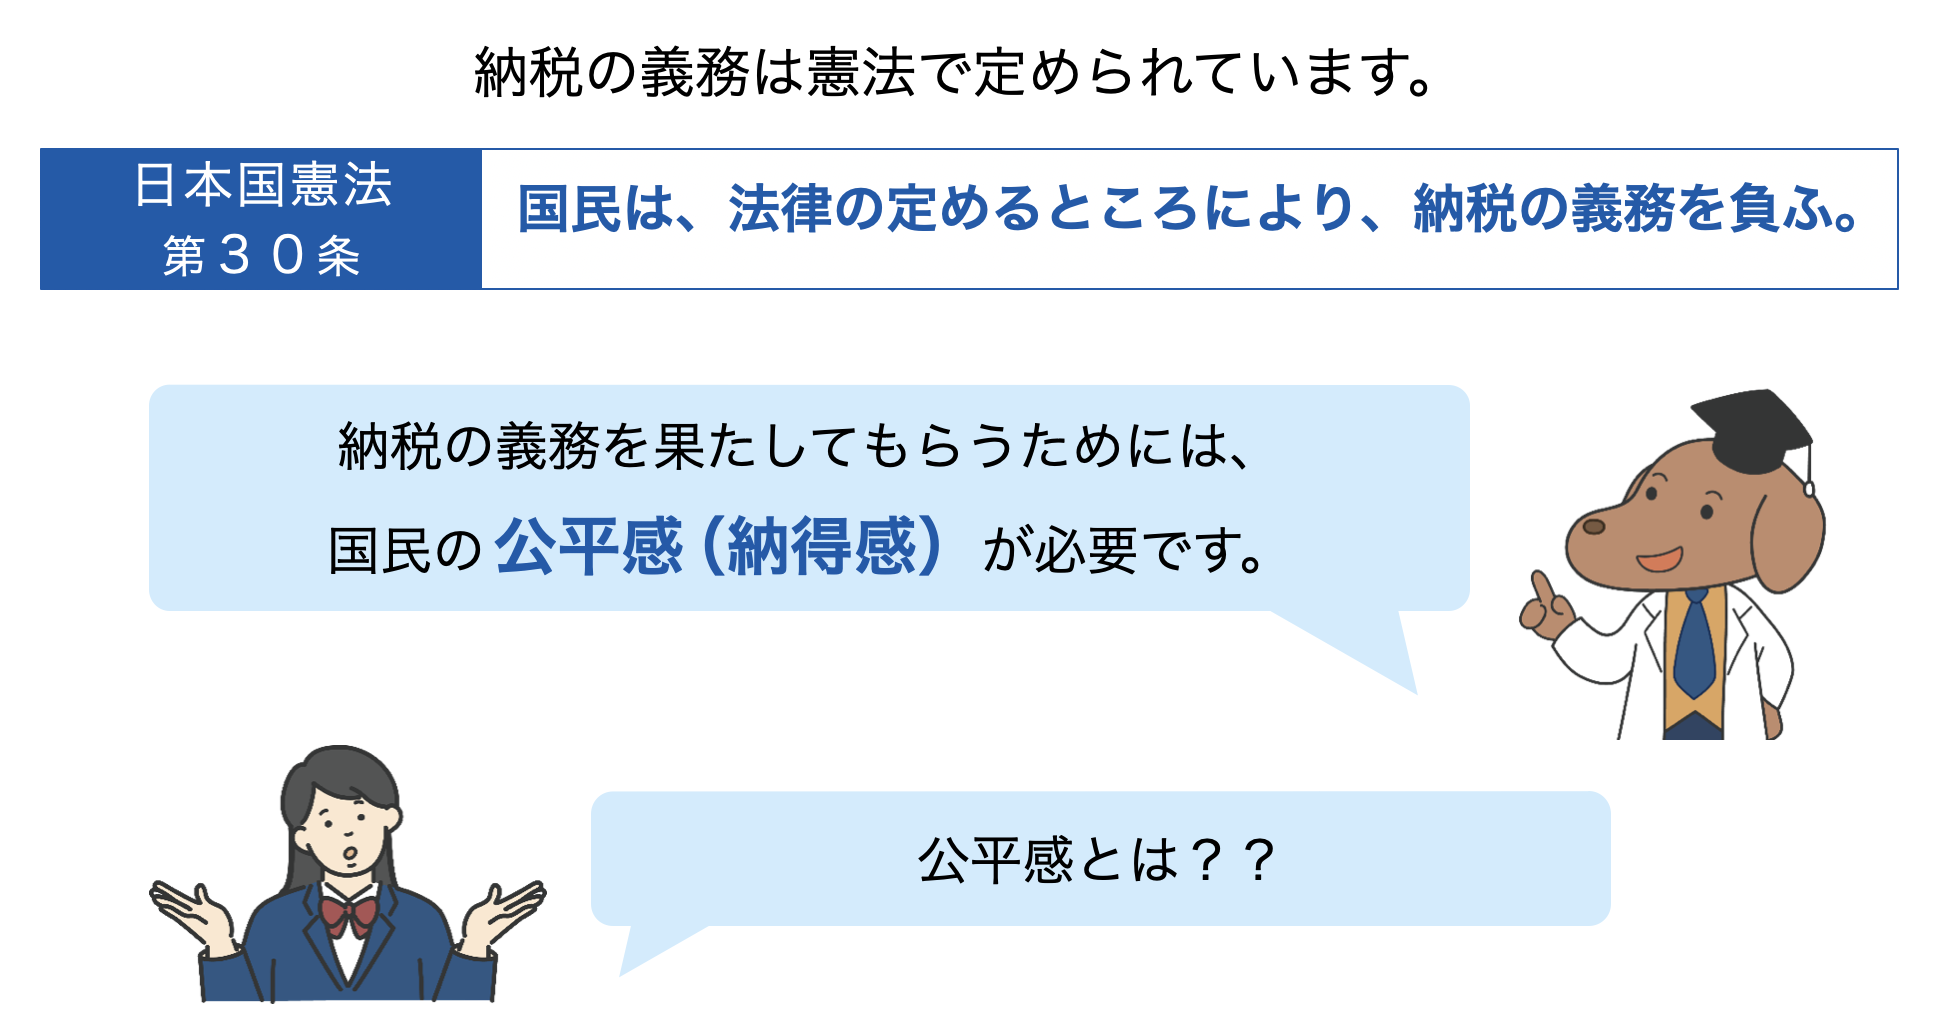 納税の義務は憲法で定められています。
日本国憲法
第３０条
国民は、法律の定めるところにより、納税の義務を負ふ。
納税の義務を果たしてもらうためには、
国民の公平感（納得感）が必要です。
公平感とは？？